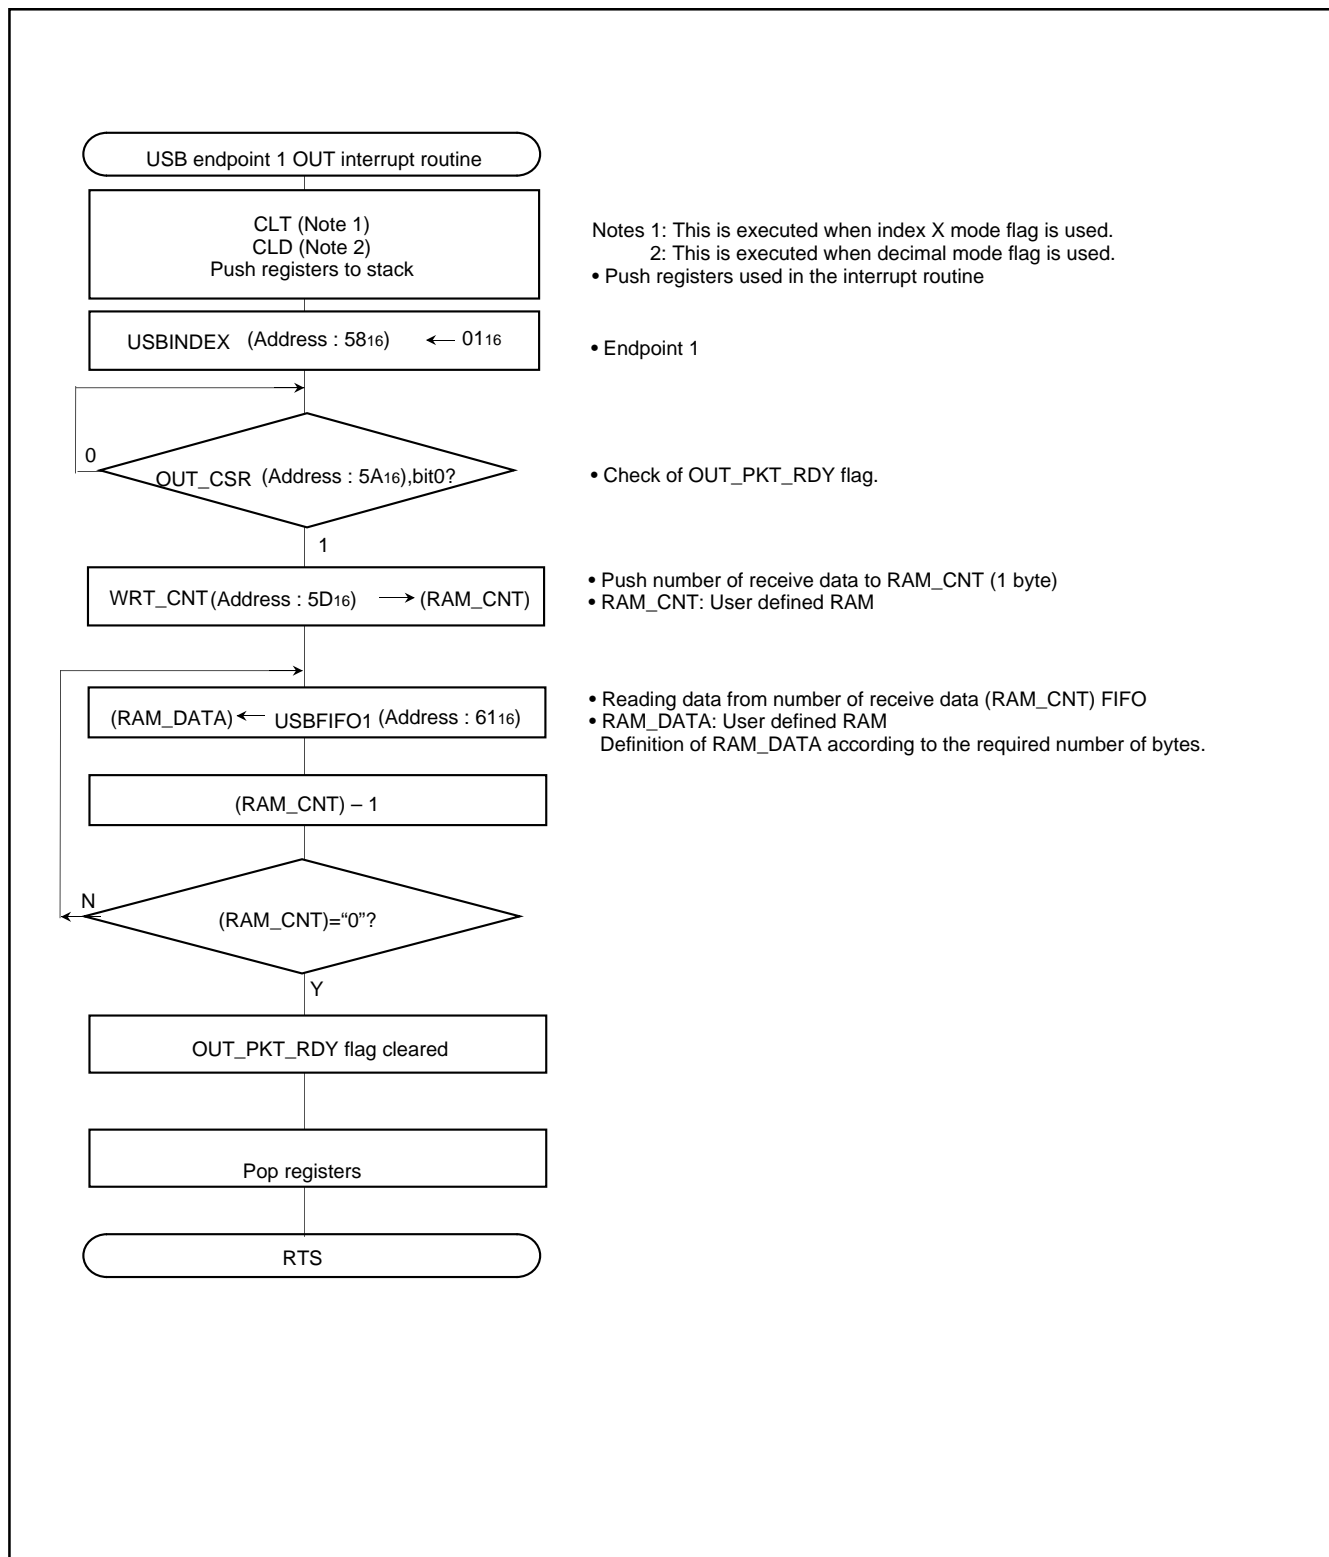 USB endpoint 1 OUT interrupt routine
CLT (Note 1)
CLD (Note 2)
Push registers to stack
Notes 1: This is executed when index X mode flag is used.
2: This is executed when decimal mode flag is used.
• Push registers used in the interrupt routine
USBINDEX (Address : 5816) ← 0116
• Endpoint 1
0
OUT_CSR (Address : 5A16),bit0?
• Check of OUT_PKT_RDY flag.
1
WRT_CNT(Address : 5D16) → (RAM_CNT)
• Push number of receive data to RAM_CNT (1 byte)
• RAM_CNT: User defined RAM
(RAM_DATA) ← USBFIFO1 (Address : 6116)
• Reading data from number of receive data (RAM_CNT) FIFO
• RAM_DATA: User defined RAM
Definition of RAM_DATA according to the required number of bytes.
(RAM_CNT) – 1
N
(RAM_CNT)=“0”?
Y
OUT_PKT_RDY flag cleared
Pop registers
RTS